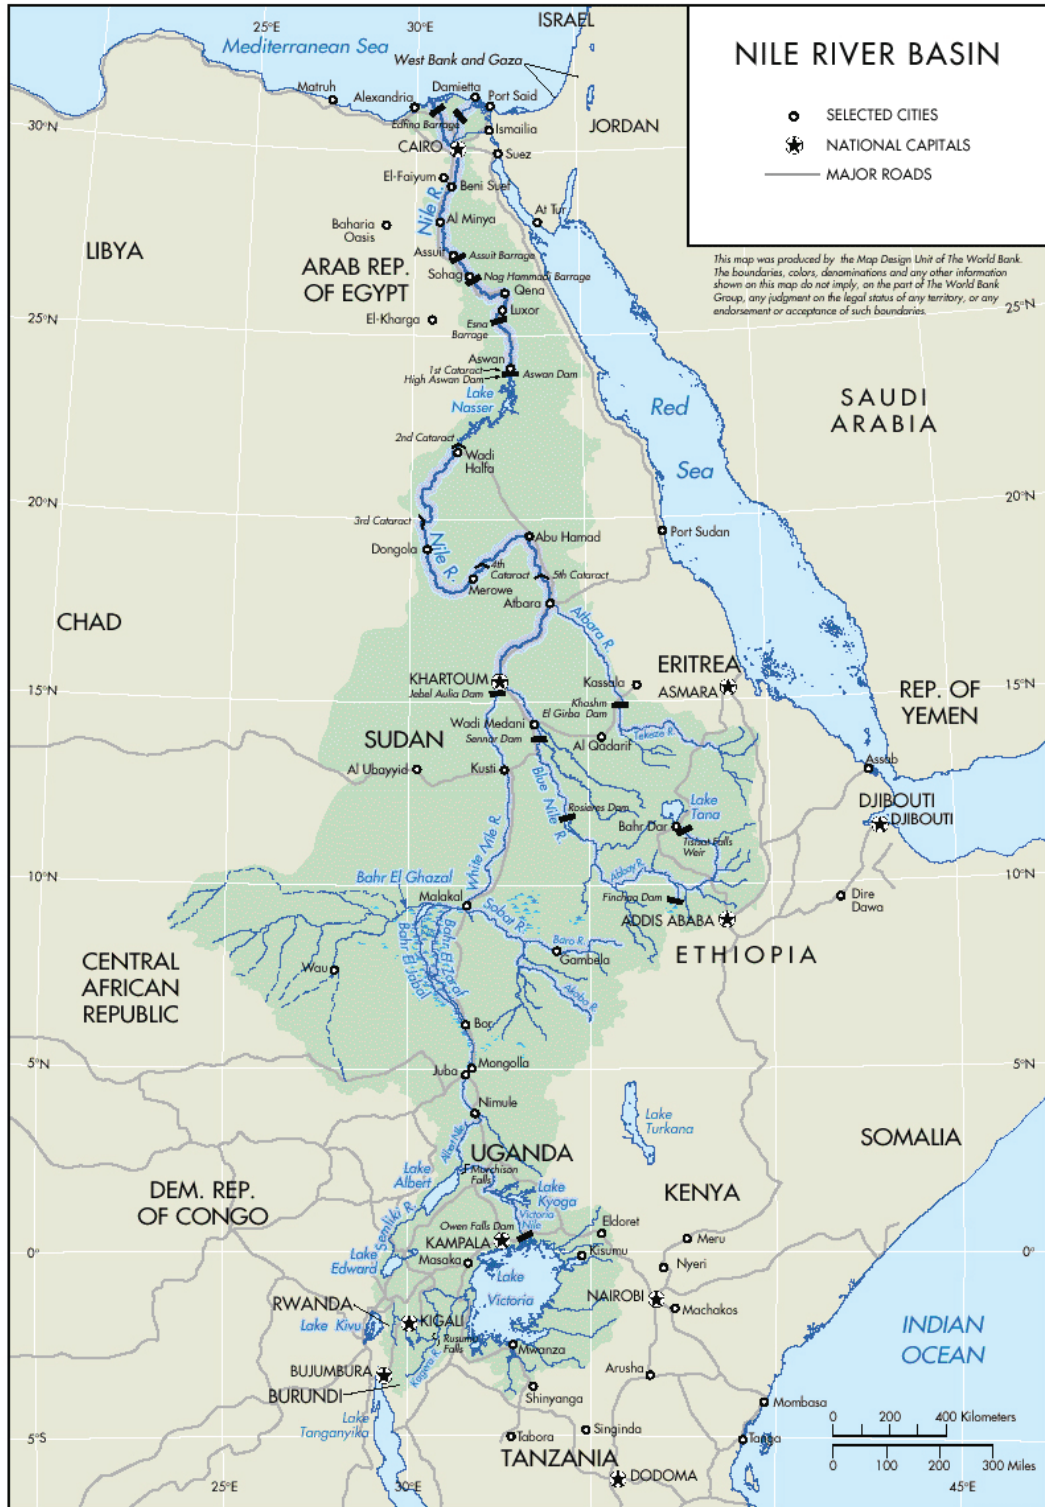 NILE RIVER BASIN
SELECTED CITIES
NATIONAL CAPITALS
MAJOR ROADS
This map was produced by the Map Design Unit of The World Bank.
The boundaries, colors, denominations and any other information
shown on this map do not imply, on the part of The World Bank
Group, any judgment on the legal status of any territory, or any
endorsement or acceptance of such boundaries.
25°E
30°E
ISRAEL
Mediterranean Sea
West Bank and Gaza
Matruh
Alexandria
Damietta
Port Said
30°N
Edfina Barrage
Ismailia
JORDAN
CAIRO
Suez
El-Faiyum
Beni Suef
Nile R.
At Tur
Al Minya
Baharia
Oasis
LIBYA
Assuit
Assuit Barrage
ARAB REP.
OF EGYPT
Sohag
Nag Hammadi Barrage
Qena
25°N
25°N
El-Kharga
Luxor
Esna
Barrage
Aswan
1st Cataract
High Aswan Dam
Aswan Dam
Lake
Nasser
Red
Sea
SAUDI
ARABIA
2nd Cataract
Wadi
Halfa
20°N
20°N
3rd Cataract
Nile R.
Dongola
Abu Hamad
Port Sudan
4th
Cataract
5th Cataract
Merowe
Atbara
Atbara R.
CHAD
KHARTOUM
Jebel Aulia Dam
ERITREA
ASMARA
Kassala
15°N
15°N
Khashm
El Girba Dam
REP. OF
YEMEN
Wadi Medani
Sennar Dam
Al Qadarif
Tekeze R.
SUDAN
Al Ubayyid
Kusti
Assab
Blue Nile R.
Rosieres Dam
Lake
Tana
DJIBOUTI
DJIBOUTI
Bahr Dar
Tisisat Falls
Weir
White Nile R.
10°N
10°N
Bahr El Ghazal
Abbay R.
Malakal
Finchaa Dam
Dire
Dawa
Sobat R.
ADDIS ABABA
ETHIOPIA
Bahr El Jabal
Bahr El Zaraf
Baro R.
Gambela
CENTRAL
AFRICAN
REPUBLIC
Wau
Akobo R.
Bor
5°N
5°N
Mongolla
Juba
Nimule
Lake
Turkana
Albert Nile
SOMALIA
UGANDA
Murchison
Falls
Lake
Albert
Lake
Kyoga
KENYA
DEM. REP.
OF CONGO
Semliki R.
Victoria
Nile
Owen Falls Dam
Eldoret
KAMPALA
Meru
0°
0°
Lake
Edward
Masaka
Kisumu
Nyeri
Lake
Victoria
NAIROBI
RWANDA
KIGALI
Machakos
Lake Kivu
Rusumo
Falls
INDIAN
OCEAN
Mwanza
Kagera R.
BUJUMBURA
BURUNDI
Arusha
Shinyanga
Mombasa
Lake
Tanganyika
Singinda
0 200 400 Kilometers
5°S
Tabora
Tanga
0 100 200 300 Miles
TANZANIA
DODOMA
25°E
30°E
45°E